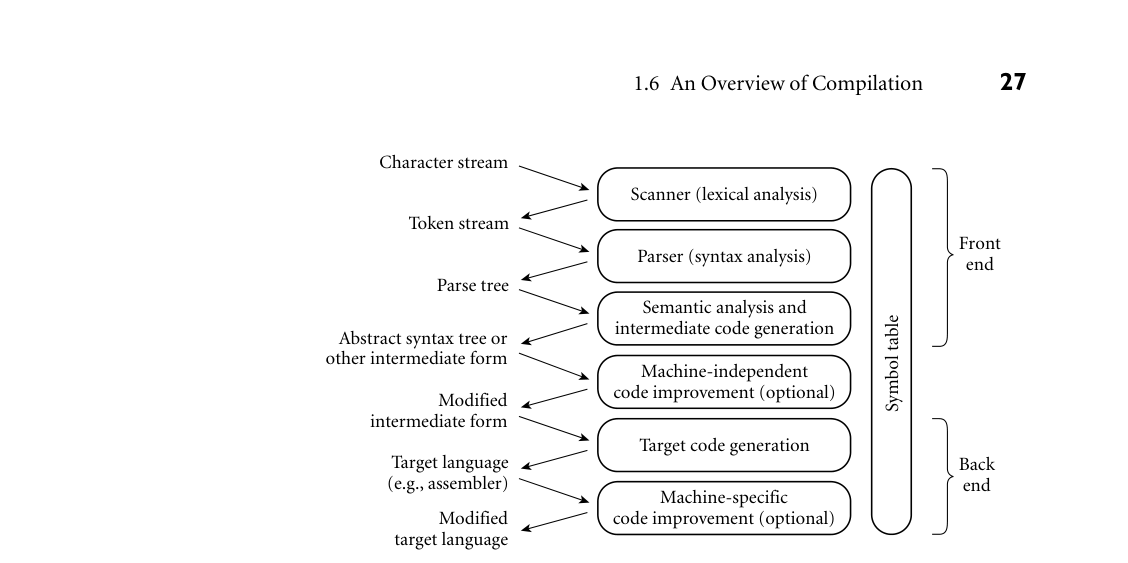 1.6 An Overview of Compilation 27
Character stream
Scanner (lexical analysis)
Token stream
Parser (syntax analysis)
Parse tree
Semantic analysis and
intermediate code generation
Abstract syntax tree or
other intermediate form
Machine-independent
code improvement (optional)
Modified
intermediate form
Target code generation
Target language
(e.g., assembler)
Machine-specific
code improvement (optional)
Modified
target language
Symbol table
Front
end
Back
end